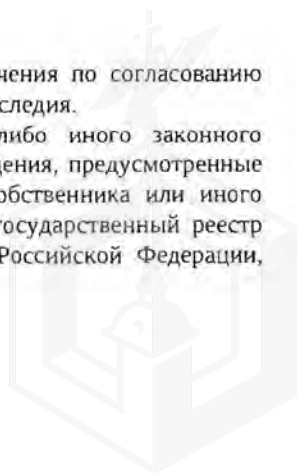 чения по согласованию
следия.
либо иного законного
дения, предусмотренные
обственника или иного
государственный реестр
Российской Федерации,